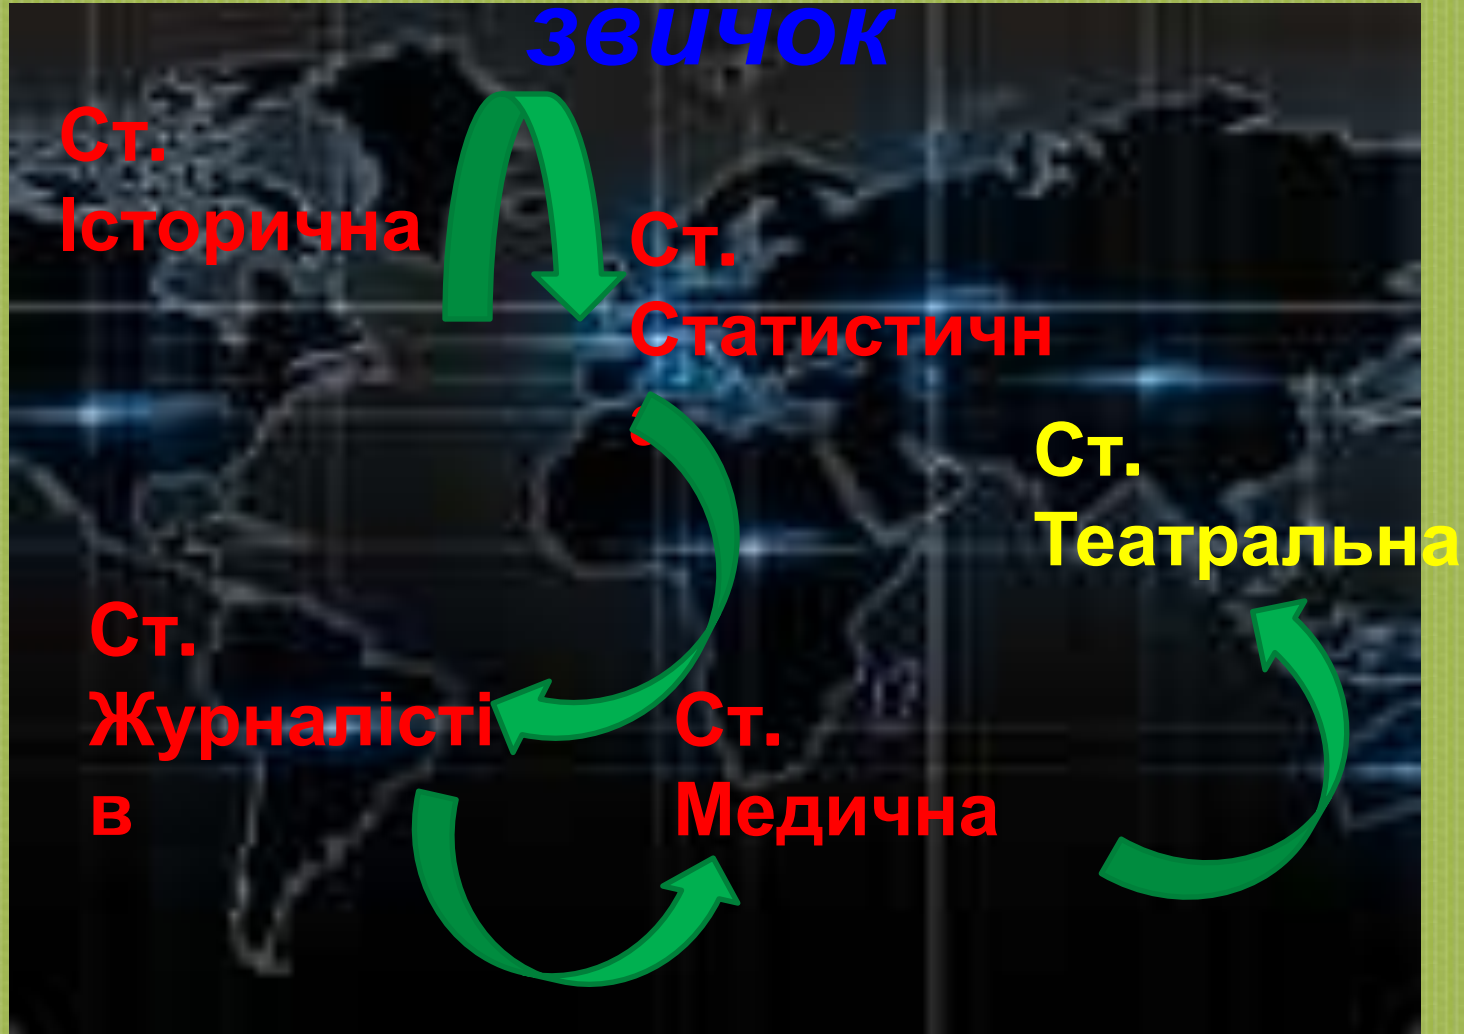 звичок
Ст.
Історична
Ст.
Статистичн
а
Ст.
Театральна
Ст.
Журналісті
в
Ст.
Медична